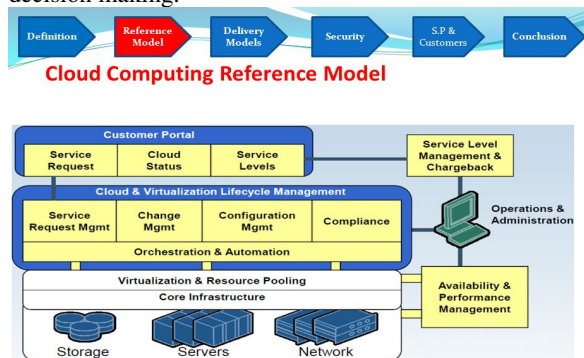 decision making.
Definition
Reference
Model
Delivery
Models
Security
S.P &
Customers
Conclusion
Cloud Computing Reference Model
Customer Portal
Service
Request
Cloud
Status
Service
Levels
Service Level
Management &
Chargeback
Cloud & Virtualization Lifecycle Management
Service
Request Mgmt
Change
Mgmt
Configuration
Mgmt
Compliance
Operations &
Administration
Orchestration & Automation
Virtualization & Resource Pooling
Core Infrastructure
Availability &
Performance
Management
Storage
Servers
Network